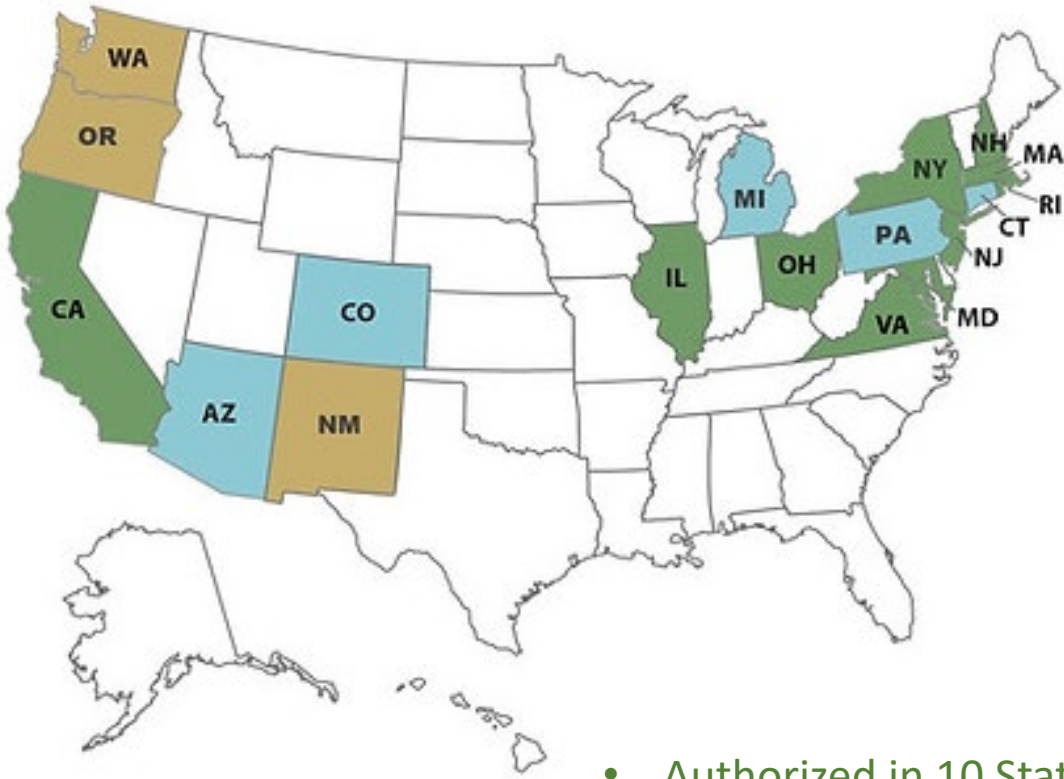 WA
OR
NH
MA
NY
MI
RI
CT
PA
NJ
OH
IL
CO
CA
MD
VA
AZ
NM
• Authorized in 10 Stat